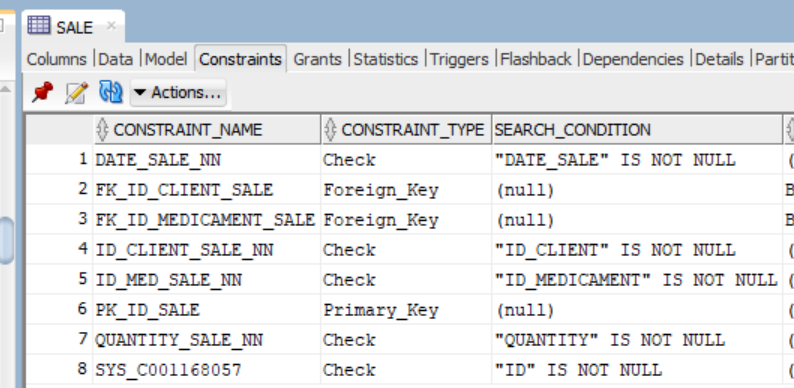 SALE ×
Columns |Data |Model |Constraints |Grants |Statistics |Triggers |Flashback |Dependencies |Details |Partit
Actions...
CONSTRAINT_NAME CONSTRAINT_TYPE SEARCH_CONDITION
1 DATE_SALE_NN Check "DATE_SALE" IS NOT NULL (
2 FK_ID_CLIENT_SALE Foreign_Key (null) B
3 FK_ID_MEDICAMENT_SALE Foreign_Key (null) B
4 ID_CLIENT_SALE_NN Check "ID_CLIENT" IS NOT NULL (
5 ID_MED_SALE_NN Check "ID_MEDICAMENT" IS NOT NULL (
6 PK_ID_SALE Primary_Key (null) (
7 QUANTITY_SALE_NN Check "QUANTITY" IS NOT NULL (
8 SYS_C001168057 Check "ID" IS NOT NULL (